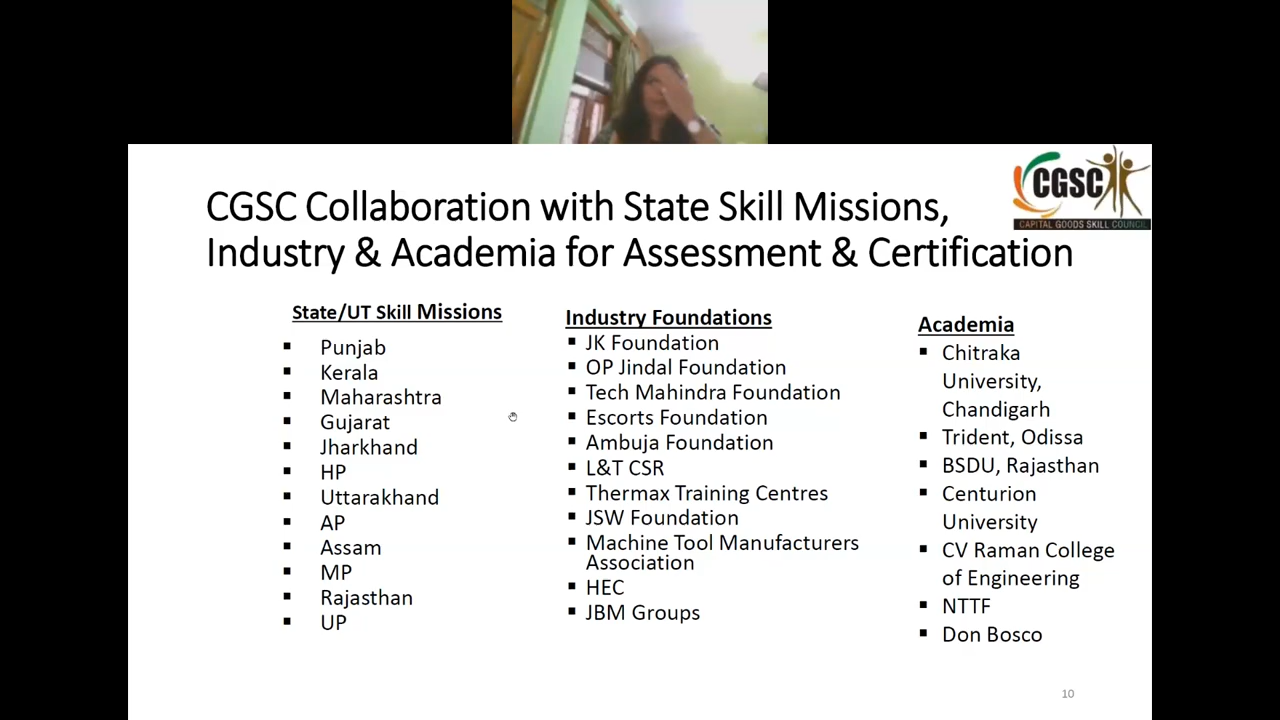 CGSC
CAPITAL GOODS SKILL COUNCIL
CGSC Collaboration with State Skill Missions,
Industry & Academia for Assessment & Certification
State/UT Skill Missions
Punjab
Kerala
Maharashtra
Gujarat
Jharkhand
HP
Uttarakhand
AP
Assam
MP
Rajasthan
UP
Industry Foundations
JK Foundation
OP Jindal Foundation
Tech Mahindra Foundation
Escorts Foundation
Ambuja Foundation
L&T CSR
Thermax Training Centres
JSW Foundation
Machine Tool Manufacturers
Association
HEC
JBM Groups
Academia
Chitraka
University,
Chandigarh
Trident, Odissa
BSDU, Rajasthan
Centurion
University
CV Raman College
of Engineering
NTTF
Don Bosco
10